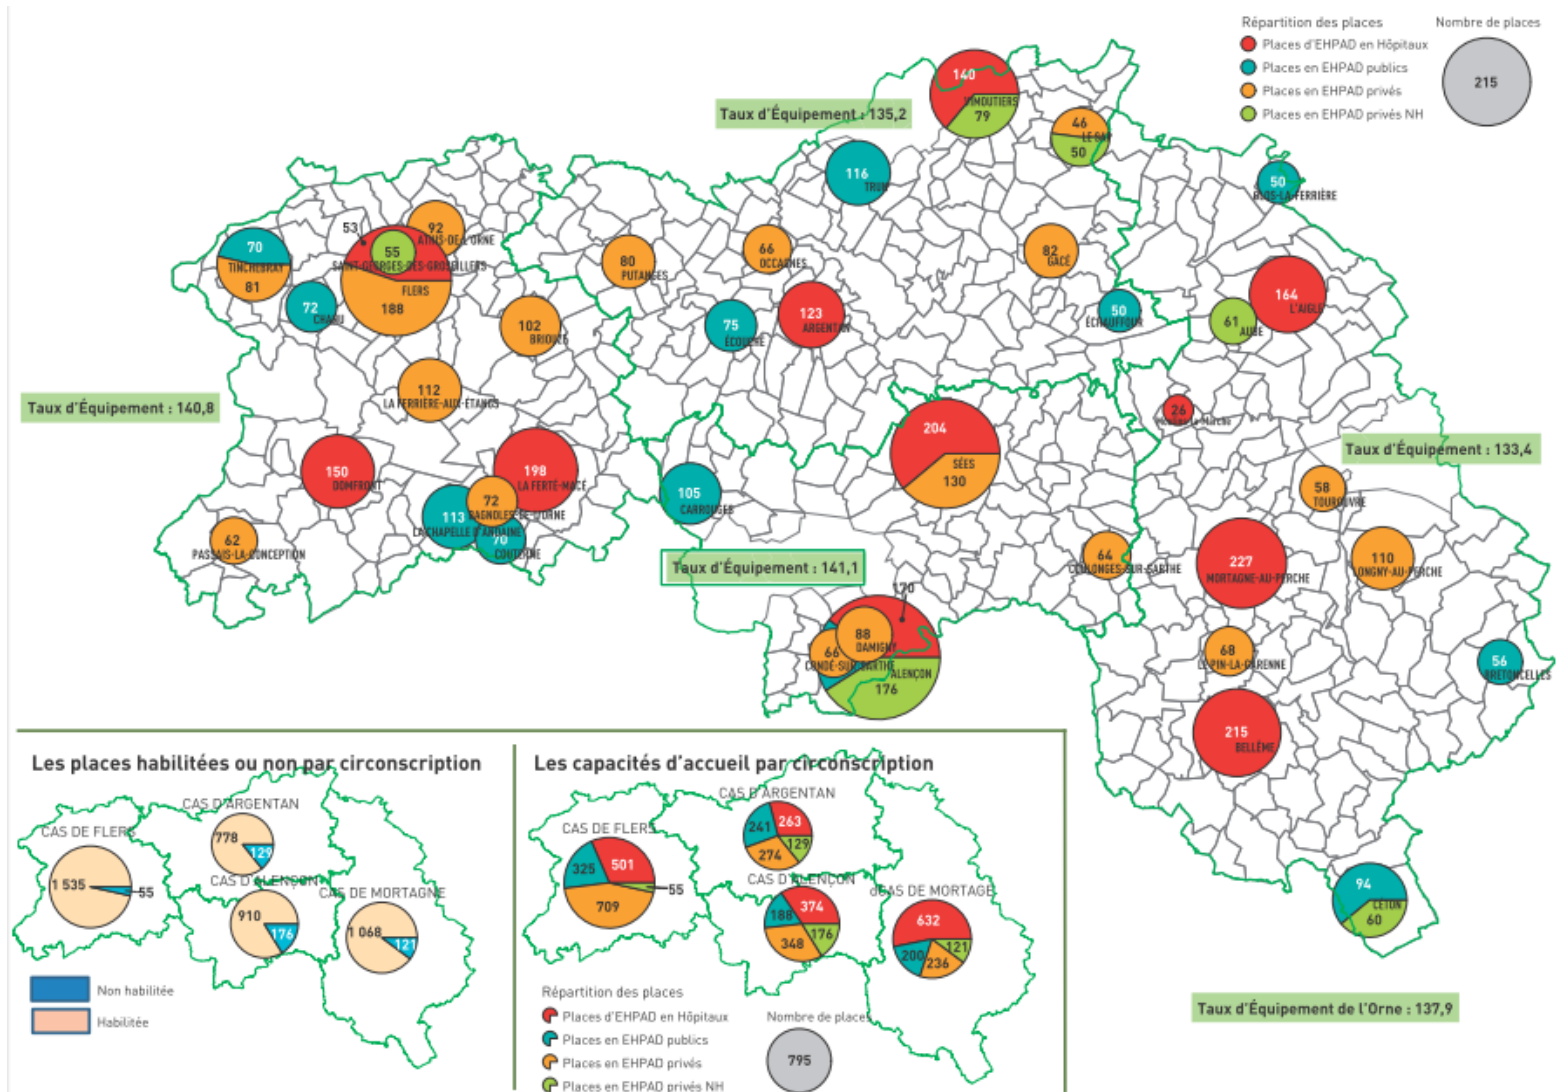 Répartition des places
Places d'EHPAD en Hôpitaux
Places en EHPAD publics
Places en EHPAD privés
Places en EHPAD privés NH
Nombre de places
215
Taux d'Équipement : 135,2
140
VIMOUTIERS
79
46
LE SAP
50
116
TRUN
50
GLOS-LA-FERRIÈRE
53
92
ATHIS-DE-L'ORNE
55
SAINT-GEORGES-DES-GROSEILLERS
FLERS
188
70
TINCHEBRAY
81
72
CHANU
80
PUTANGES
66
OCCAGNES
82
GACÉ
102
BRIOUZE
75
ÉCOUCHÉ
123
ARGENTAN
50
ÉCHAUFFOUR
164
L'AIGLE
61
AUBE
112
LA FERRIÈRE-AUX-ÉTANGS
Taux d'Équipement : 140,8
26
Moulins-la-Marche
Taux d'Équipement : 133,4
204
SÉES
130
150
DOMFRONT
198
LA FERTÉ-MACÉ
72
BAGNOLES-DE-L'ORNE
113
LA CHAPELLE D'ANDAINE
70
COUTERNE
105
CARROUGES
58
TOUROUVRE
62
PASSAIS-LA-CONCEPTION
64
COULONGES-SUR-SARTHE
227
MORTAGNE-AU-PERCHE
110
LONGNY-AU-PERCHE
Taux d'Équipement : 141,1
170
88
DAMIGNY
66
CONDÉ-SUR-SARTHE
ALENÇON
176
68
LE PIN-LA-GARENNE
56
BRETONCELLES
215
BELLÊME
94
CETON
60
Taux d'Équipement de l'Orne : 137,9
Les places habilitées ou non par circonscription
CAS D'ARGENTAN
778
129
CAS DE FLERS
1 535
55
CAS D'ALENÇON
910
176
CAS DE MORTAGNE
1 068
121
Non habilitée
Habilitée
Les capacités d'accueil par circonscription
CAS D'ARGENTAN
241
263
129
274
CAS DE FLERS
325
501
55
709
CAS D'ALENÇON
188
374
176
348
dCAS DE MORTAGE
632
200
121
236
Répartition des places
Places d'EHPAD en Hôpitaux
Places en EHPAD publics
Places en EHPAD privés
Places en EHPAD privés NH
Nombre de places
795